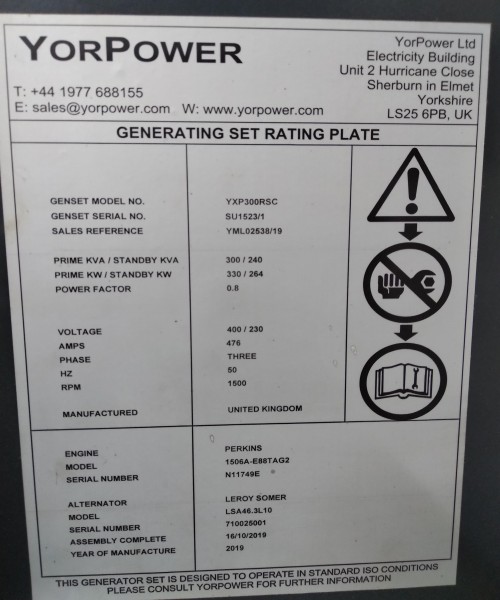 YORPOWER
T: +44 1977 688155
E: sales@yorpower.com W: www.yorpower.com
YorPower Ltd
Electricity Building
Unit 2 Hurricane Close
Sherburn in Elmet
Yorkshire
LS25 6PB, UK
GENERATING SET RATING PLATE
GENSET MODEL NO. YXP300RSC
GENSET SERIAL NO. SU1523/1
SALES REFERENCE YML02538/19
PRIME KVA / STANDBY KVA 300 / 240
PRIME KW / STANDBY KW 330 / 264
POWER FACTOR 0.8
VOLTAGE 400 / 230
AMPS 476
PHASE THREE
HZ 50
RPM 1500
MANUFACTURED UNITED KINGDOM
ENGINE PERKINS
MODEL 1506A-E88TAG2
SERIAL NUMBER N11749E
ALTERNATOR LEROY SOMER
MODEL LSA46.3L10
SERIAL NUMBER 710025001
ASSEMBLY COMPLETE 16/10/2019
YEAR OF MANUFACTURE 2019
THIS GENERATOR SET IS DESIGNED TO OPERATE IN STANDARD ISO CONDITIONS
PLEASE CONSULT YORPOWER FOR FURTHER INFORMATION